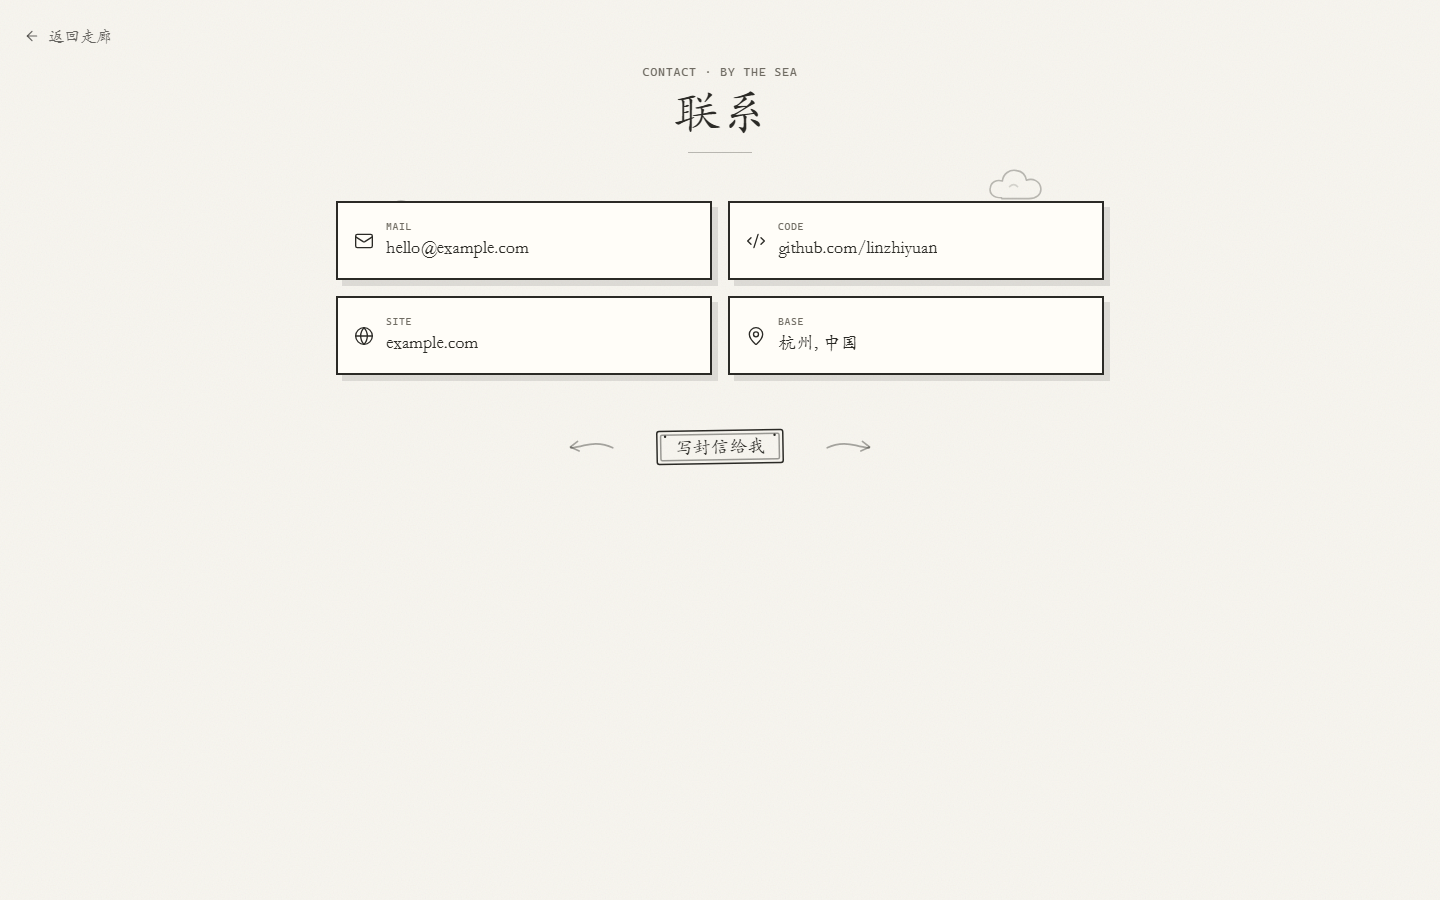 返回走廊
CONTACT · BY THE SEA
联系
MAIL
hello@example.com
CODE
github.com/linzhiyuan
SITE
example.com
BASE
杭州, 中国
写封信给我